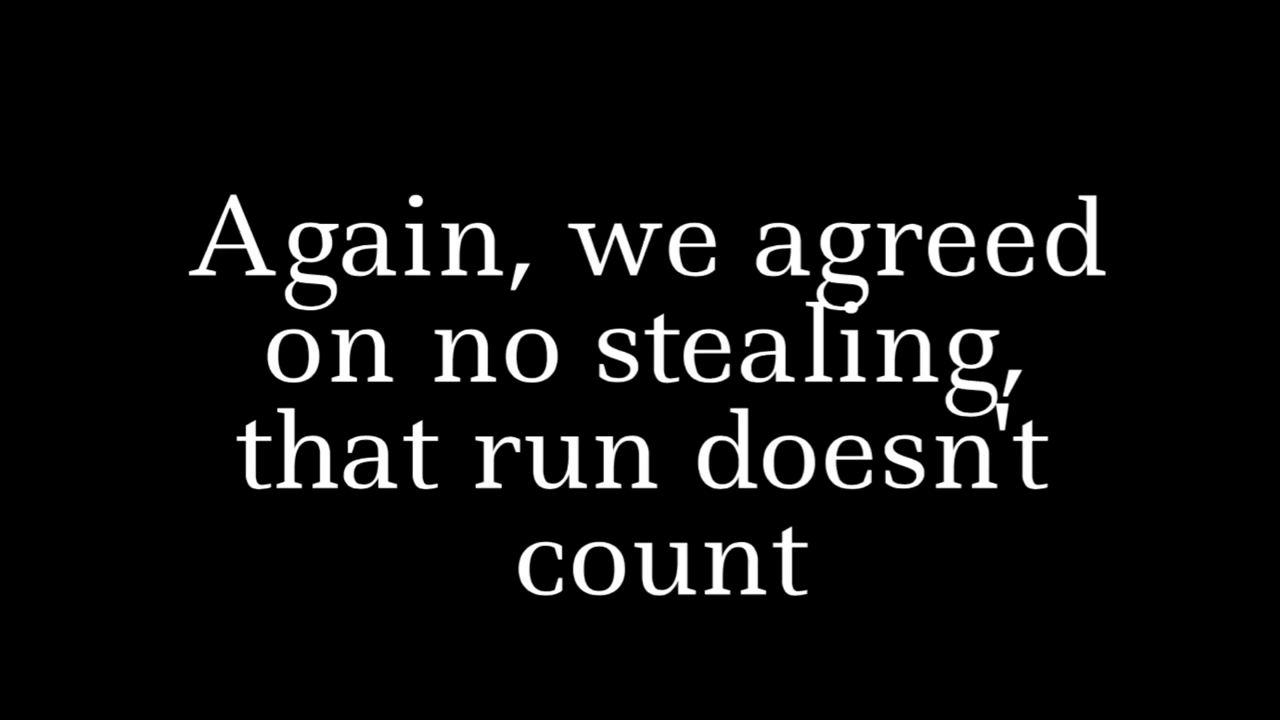 Again, we agreed
on no stealing,
that run doesn't
count